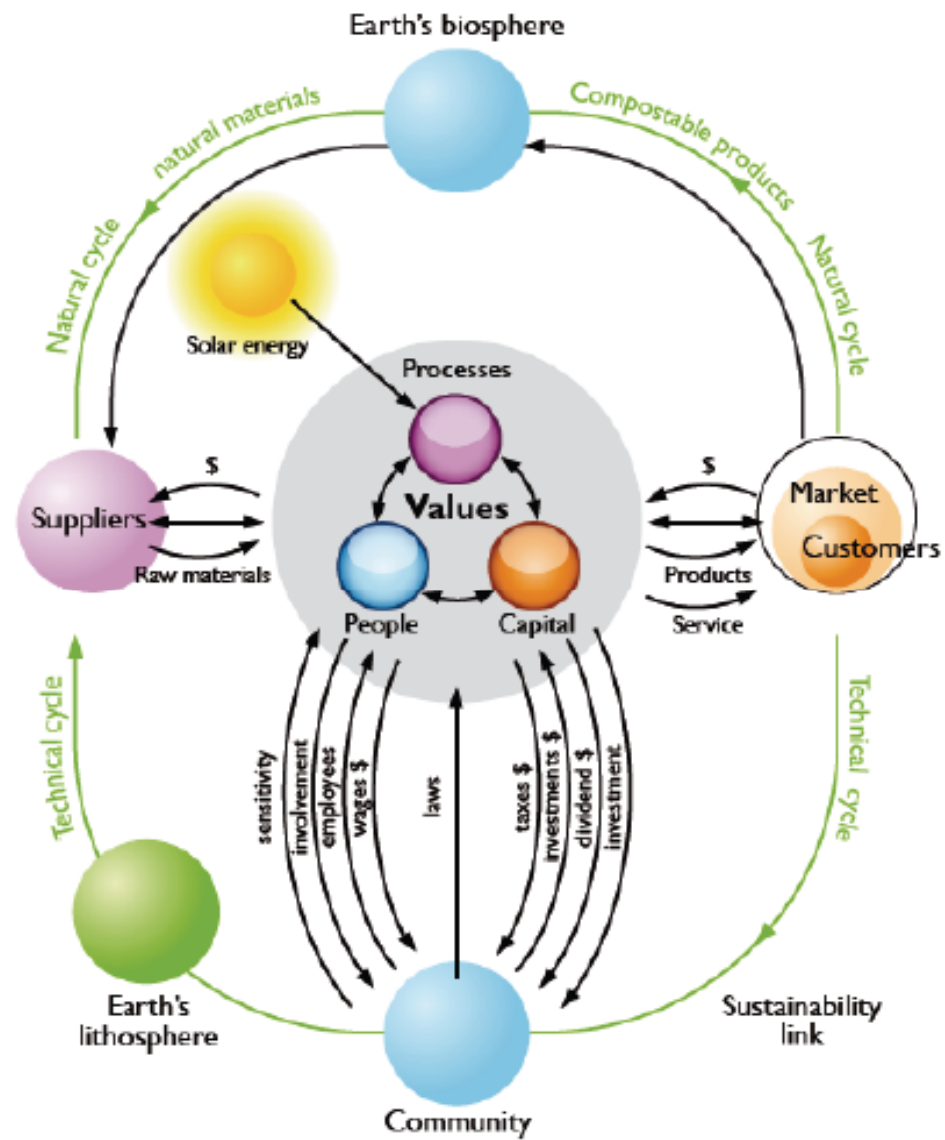 Earth's biosphere
natural materials
Compostable products
Natural cycle
Natural cycle
Solar energy
Processes
$
$
Suppliers
Values
Market
Customers
Raw materials
Products
People
Capital
Service
Technical cycle
Technical cycle
sensitivity
involvement
employees
wages $
laws
taxes $
investments $
dividend $
investment
Earth's
lithosphere
Sustainability
link
Community